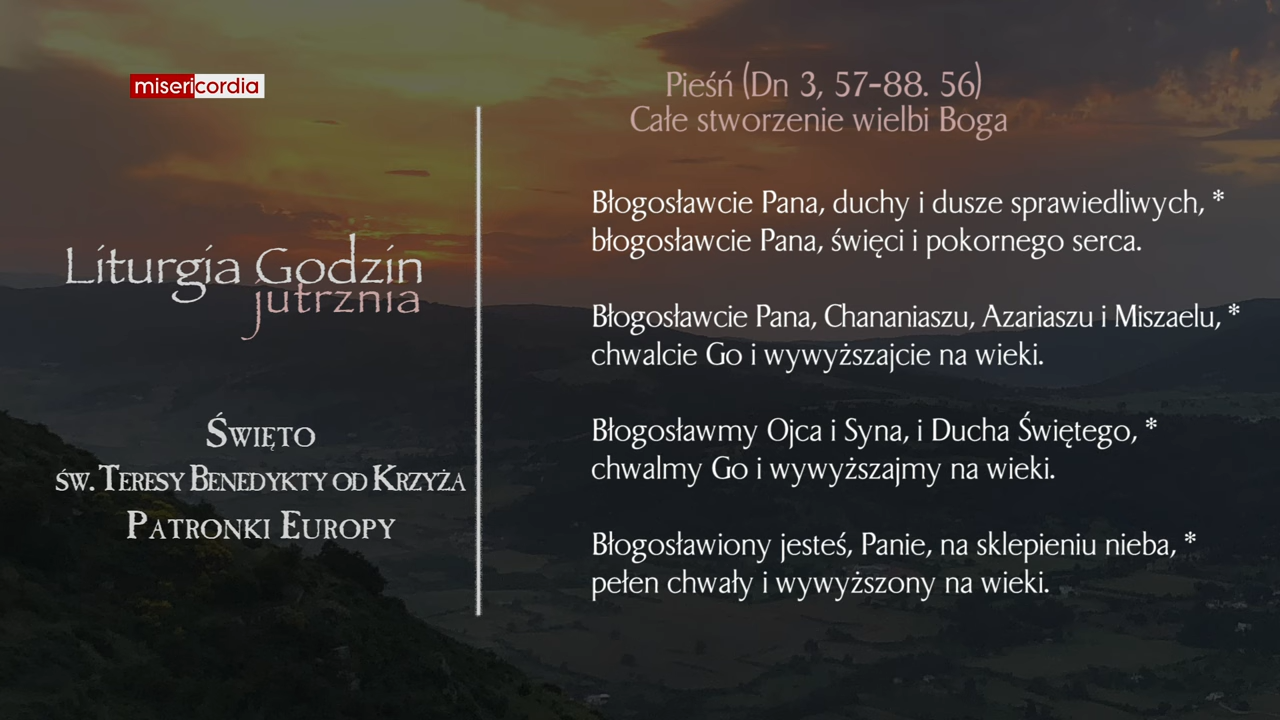 misericordia
Liturgia Godzin
jutrznia
Święto
św. Teresy Benedykty od Krzyża
Patronki Europy
Pieśń (Dn 3, 57-88. 56)
Całe stworzenie wielbi Boga
Błogosławcie Pana, duchy i dusze sprawiedliwych, *
błogosławcie Pana, święci i pokornego serca.
Błogosławcie Pana, Chananiaszu, Azariaszu i Miszaelu, *
chwalcie Go i wywyższajcie na wieki.
Błogosławmy Ojca i Syna, i Ducha Świętego, *
chwalmy Go i wywyższajmy na wieki.
Błogosławiony jesteś, Panie, na sklepieniu nieba, *
pełen chwały i wywyższony na wieki.